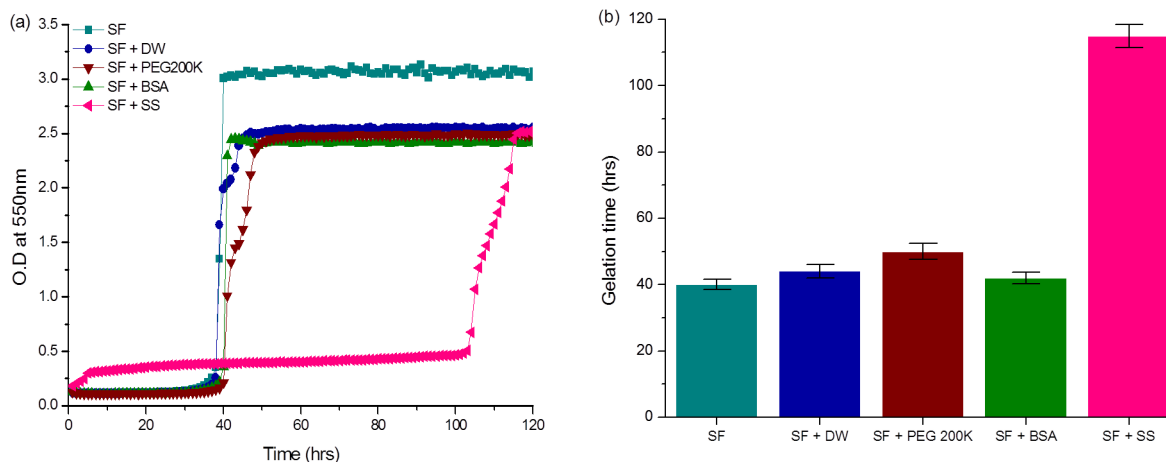 (a)
SF
SF + DW
SF + PEG200K
SF + BSA
SF + SS
O.D at 550nm
3.5
3.0
2.5
2.0
1.5
1.0
0.5
0.0
0 20 40 60 80 100 120
Time (hrs)
(b)
Gelation time (hrs)
120
100
80
60
40
20
0
SF SF + DW SF + PEG 200K SF + BSA SF + SS